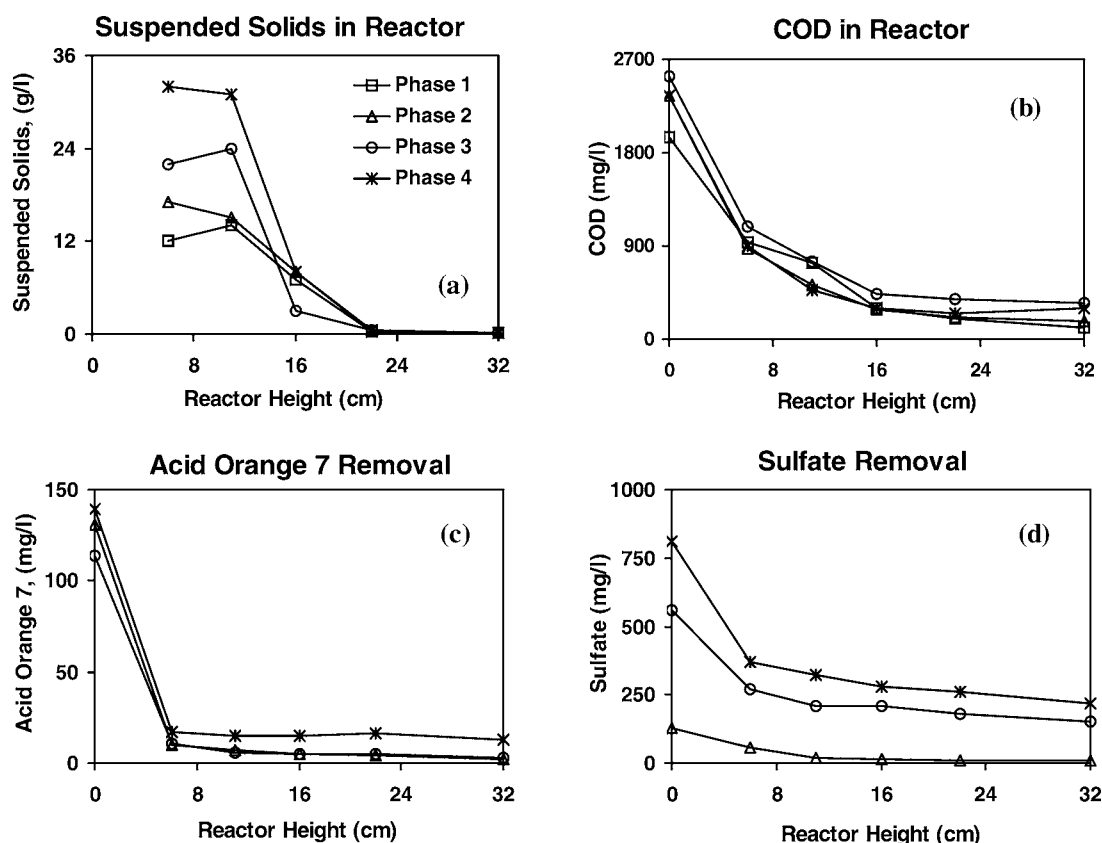 Suspended Solids in Reactor
36
24
12
0
Suspended Solids, (g/l)
Phase 1
Phase 2
Phase 3
Phase 4
(a)
0 8 16 24 32
Reactor Height (cm)
COD in Reactor
2700
1800
900
0
COD (mg/l)
(b)
0 8 16 24 32
Reactor Height (cm)
Acid Orange 7 Removal
150
100
50
0
Acid Orange 7, (mg/l)
(c)
0 8 16 24 32
Reactor Height (cm)
Sulfate Removal
1000
750
500
250
0
Sulfate (mg/l)
(d)
0 8 16 24 32
Reactor Height (cm)